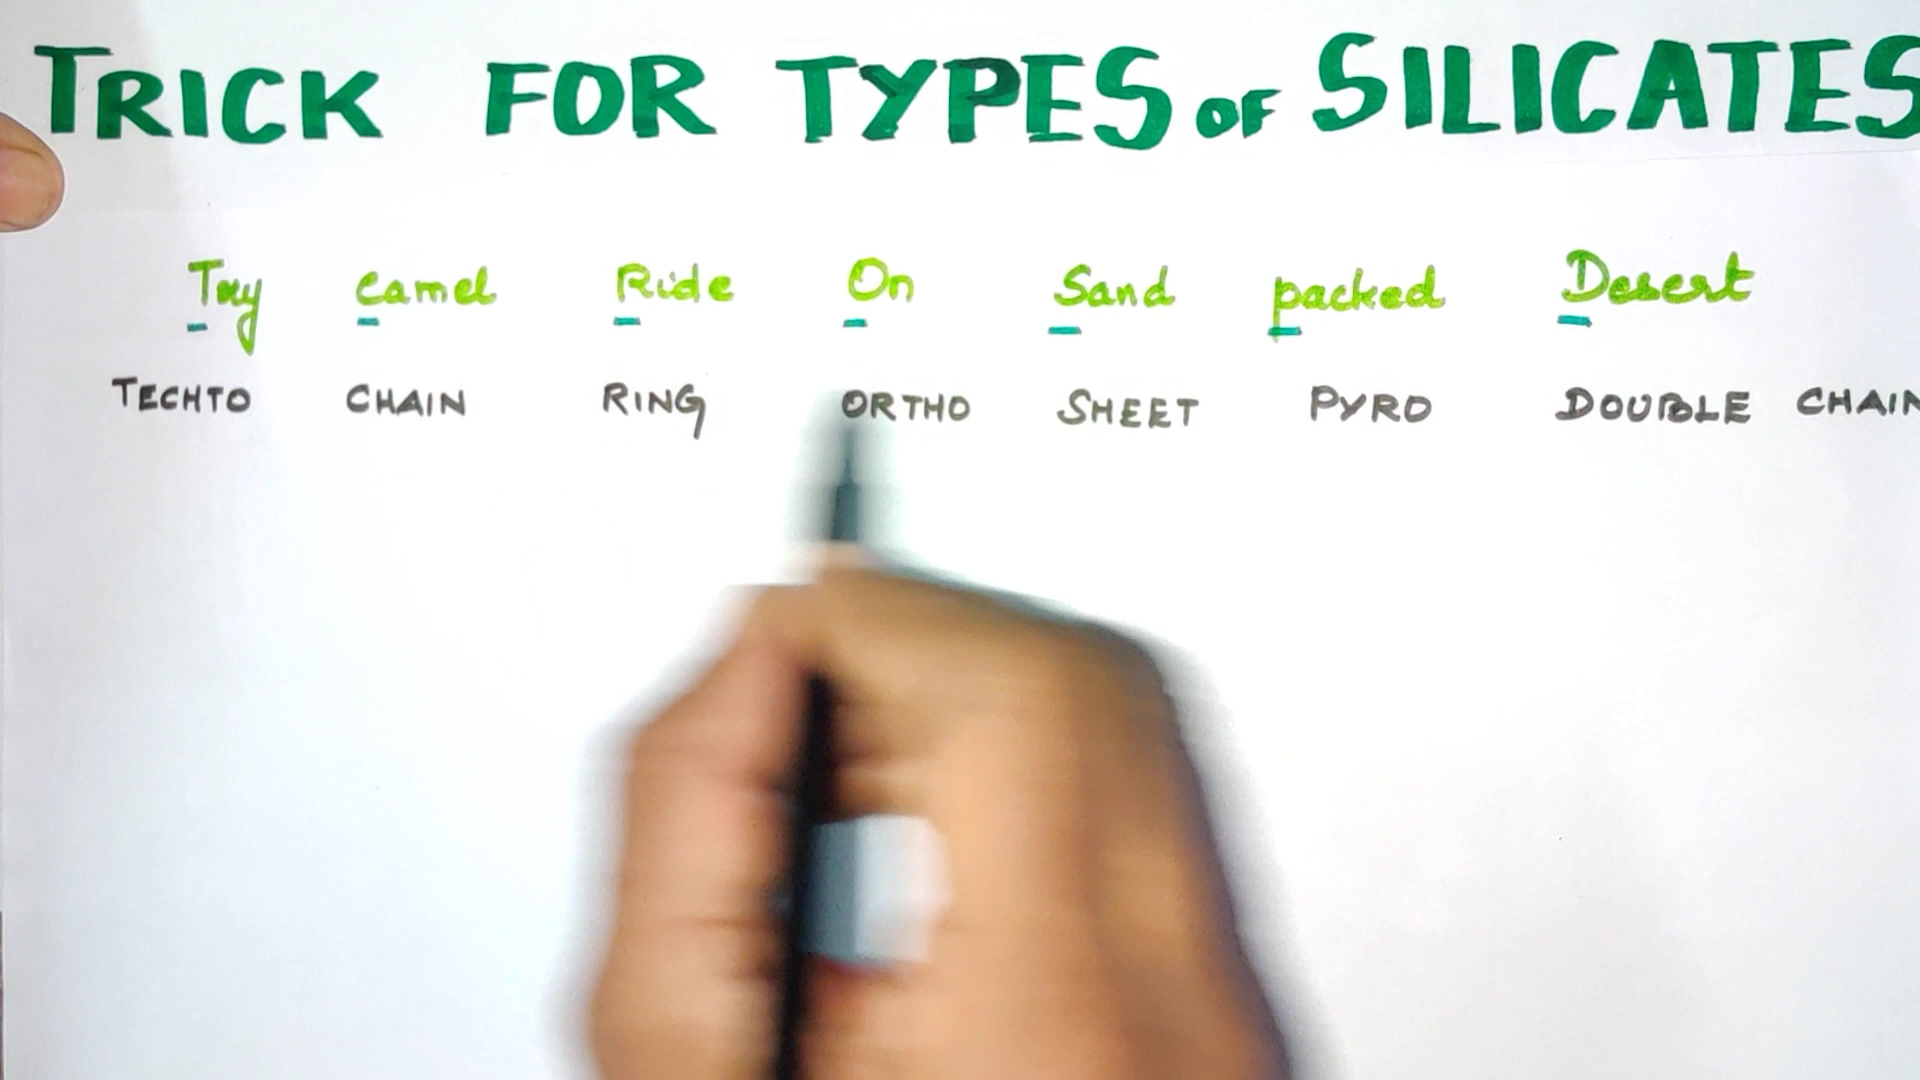 TRICK FOR TYPES OF SILICATES
Try camel Ride On Sand packed Desert
TECHTO CHAIN RING ORTHO SHEET PYRO DOUBLE CHAIN